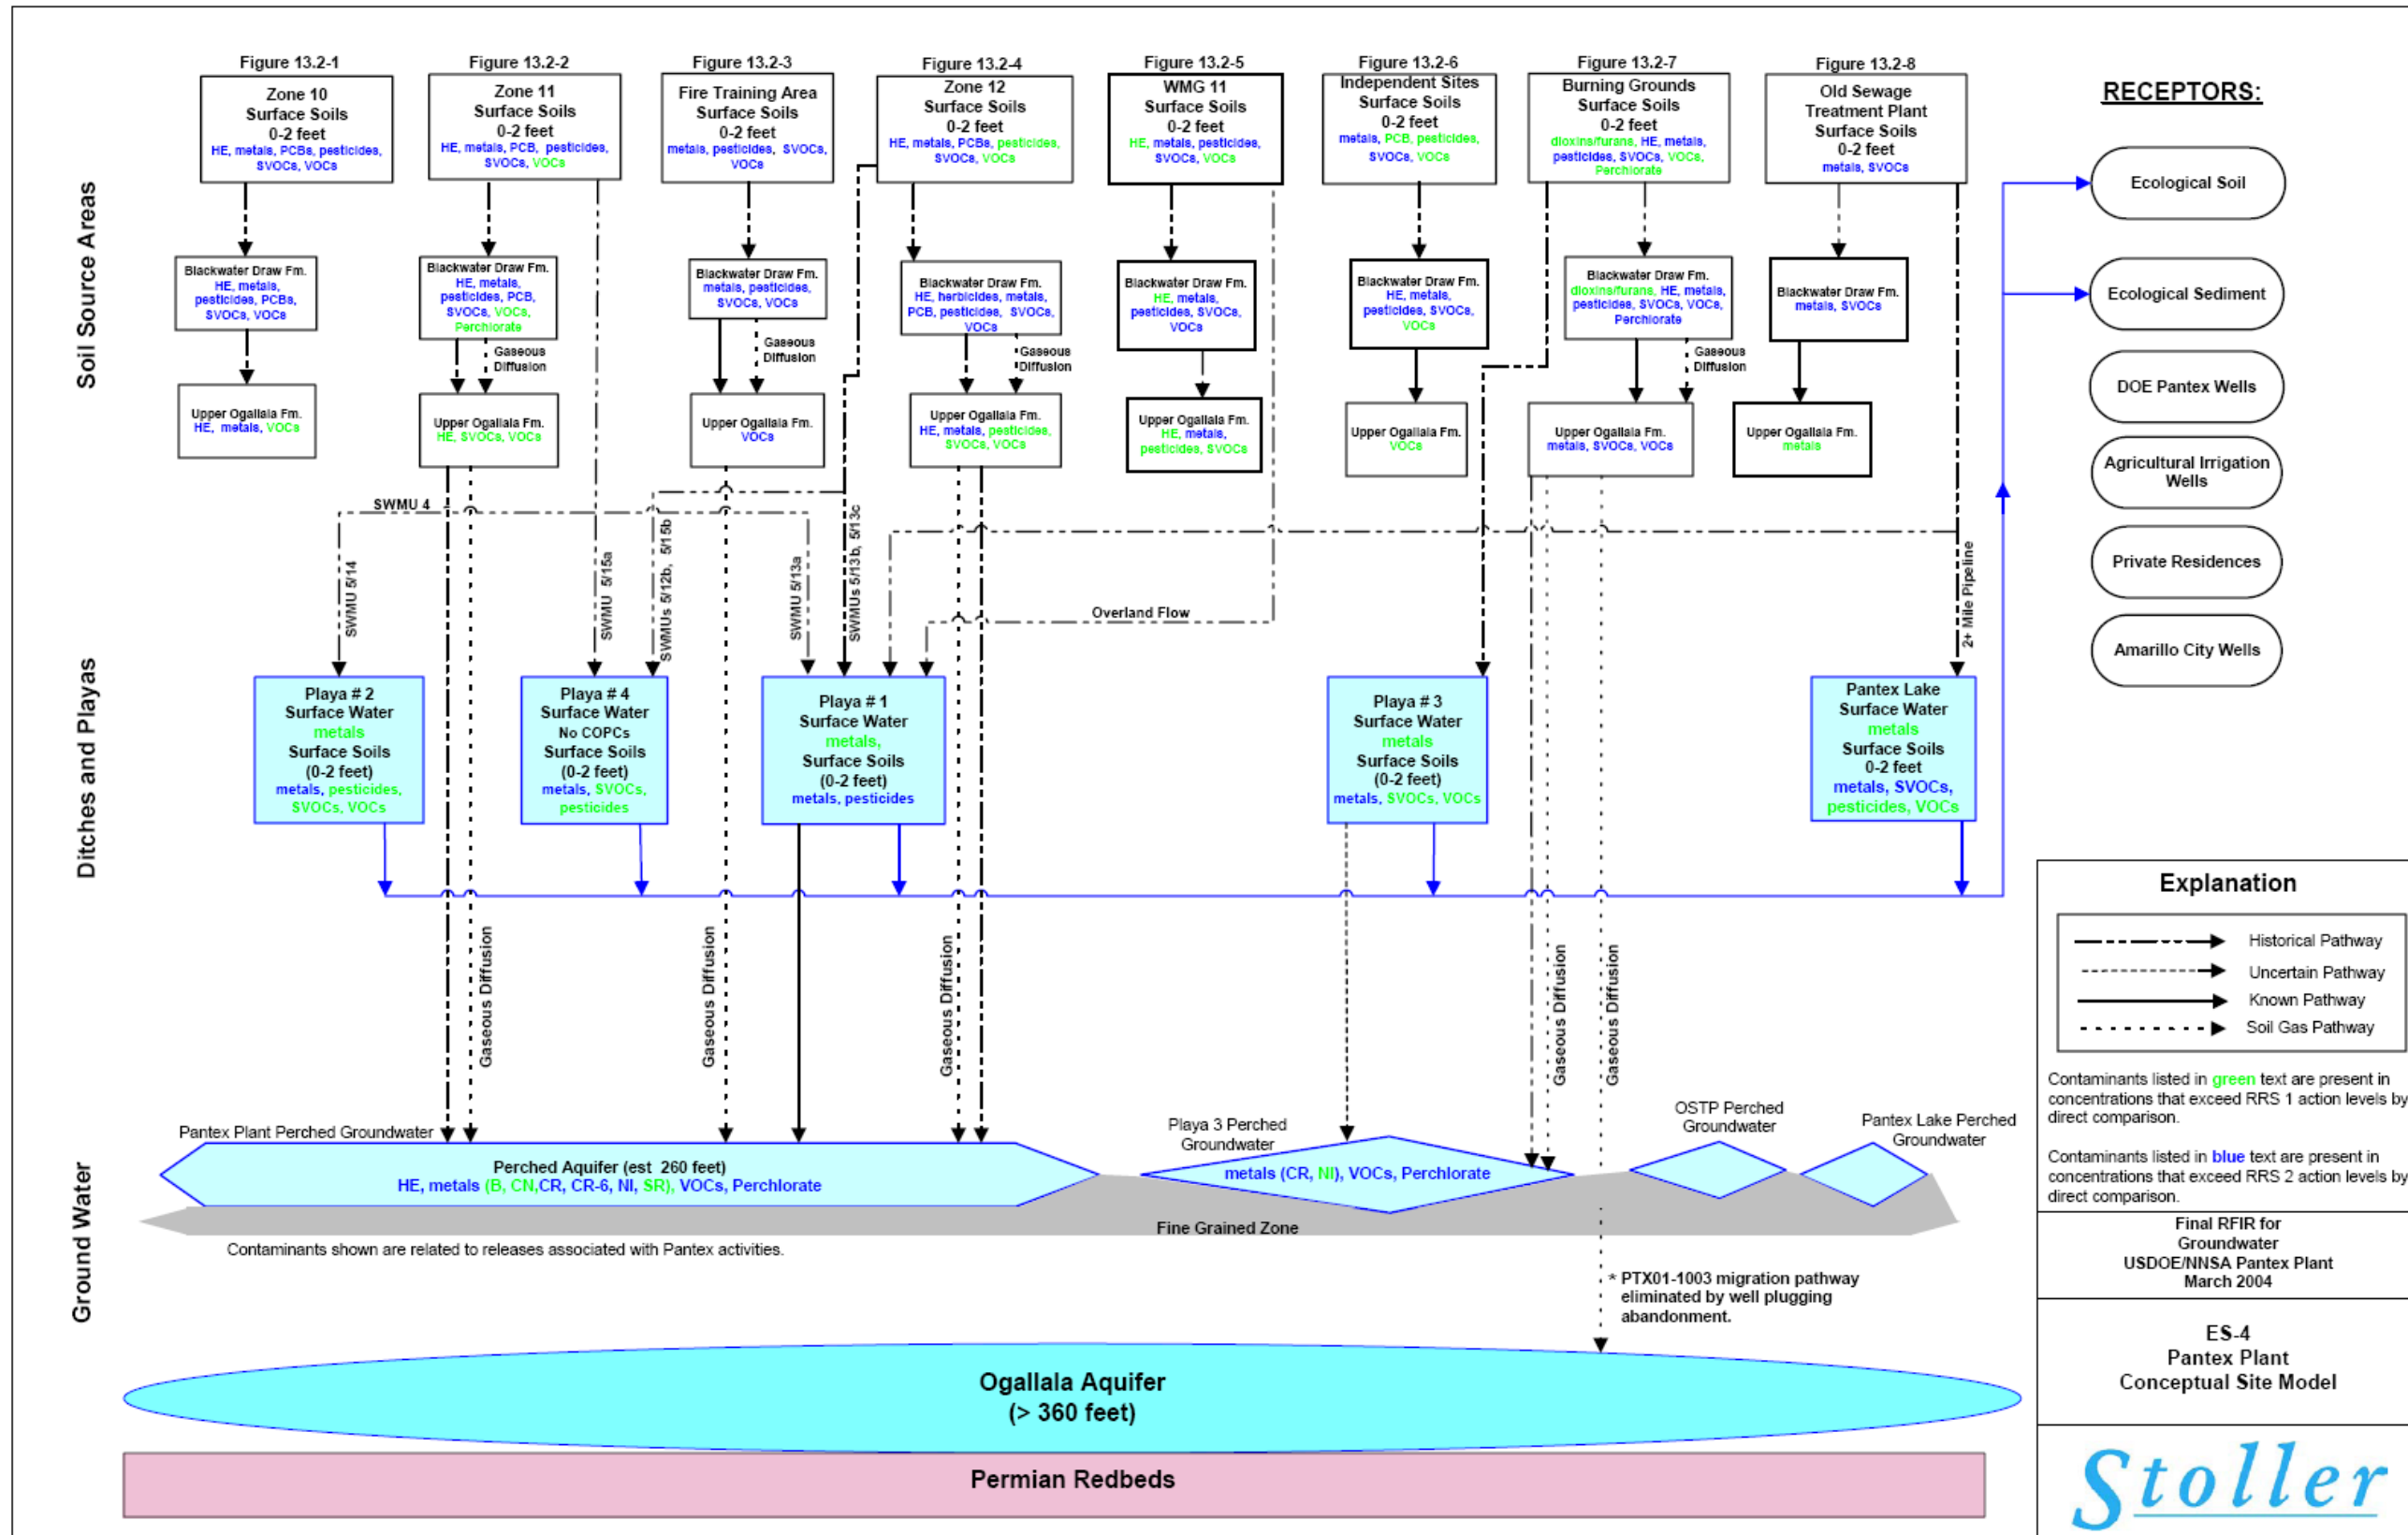 Figure 13.2-1
Zone 10
Surface Soils
0-2 feet
HE, metals, PCBs, pesticides,
SVOCs, VOCs
Figure 13.2-2
Zone 11
Surface Soils
0-2 feet
HE, metals, PCB, pesticides,
SVOCs, VOCs
Figure 13.2-3
Fire Training Area
Surface Soils
0-2 feet
metals, pesticides, SVOCs,
VOCs
Figure 13.2-4
Zone 12
Surface Soils
0-2 feet
HE, metals, PCBs, pesticides,
SVOCs, VOCs
Figure 13.2-5
WMG 11
Surface Soils
0-2 feet
HE, metals, pesticides,
SVOCs, VOCs
Figure 13.2-6
Independent Sites
Surface Soils
0-2 feet
metals, PCB, pesticides,
SVOCs, VOCs
Figure 13.2-7
Burning Grounds
Surface Soils
0-2 feet
dioxins/furans, HE, metals,
pesticides, SVOCs, VOCs,
Perchlorate
Figure 13.2-8
Old Sewage
Treatment Plant
Surface Soils
0-2 feet
metals, SVOCs
RECEPTORS:
Ecological Soil
Ecological Sediment
DOE Pantex Wells
Agricultural Irrigation
Wells
Private Residences
Amarillo City Wells
Soil Source Areas
Blackwater Draw Fm.
HE, metals,
pesticides, PCBs,
SVOCs, VOCs
Blackwater Draw Fm.
HE, metals,
pesticides, PCB,
SVOCs, VOCs,
Perchlorate
Blackwater Draw Fm.
metals, pesticides,
SVOCs, VOCs
Blackwater Draw Fm.
HE, herbicides, metals,
PCB, pesticides, SVOCs,
VOCs
Blackwater Draw Fm.
HE, metals,
pesticides, SVOCs,
VOCs
Blackwater Draw Fm.
HE, metals,
pesticides, SVOCs,
VOCs
Blackwater Draw Fm.
dioxins/furans, HE, metals,
pesticides, SVOCs, VOCs,
Perchlorate
Blackwater Draw Fm.
metals, SVOCs
Gaseous
Diffusion
Gaseous
Diffusion
Gaseous
Diffusion
Gaseous
Diffusion
Upper Ogallala Fm.
HE, metals, VOCs
Upper Ogallala Fm.
HE, SVOCs, VOCs
Upper Ogallala Fm.
VOCs
Upper Ogallala Fm.
HE, metals, pesticides,
SVOCs, VOCs
Upper Ogallala Fm.
HE, metals,
pesticides, SVOCs
Upper Ogallala Fm.
VOCs
Upper Ogallala Fm.
metals, SVOCs, VOCs
Upper Ogallala Fm.
metals
SWMU 4
SWMU 5/14
SWMU 5/15a
SWMUs 5/12b, 5/15b
SWMU 5/13a
SWMUs 5/13b, 5/13c
Overland Flow
2+ Mile Pipeline
Ditches and Playas
Playa # 2
Surface Water
metals
Surface Soils
(0-2 feet)
metals, pesticides,
SVOCs, VOCs
Playa # 4
Surface Water
No COPCs
Surface Soils
(0-2 feet)
metals, SVOCs,
pesticides
Playa # 1
Surface Water
metals,
Surface Soils
(0-2 feet)
metals, pesticides
Playa # 3
Surface Water
metals
Surface Soils
(0-2 feet)
metals, SVOCs, VOCs
Pantex Lake
Surface Water
metals
Surface Soils
0-2 feet
metals, SVOCs,
pesticides, VOCs
Gaseous Diffusion
Gaseous Diffusion
Gaseous Diffusion
Gaseous Diffusion
Gaseous Diffusion
Ground Water
Pantex Plant Perched Groundwater
Perched Aquifer (est 260 feet)
HE, metals (B, CN,CR, CR-6, NI, SR), VOCs, Perchlorate
Playa 3 Perched
Groundwater
metals (CR, NI), VOCs, Perchlorate
OSTP Perched
Groundwater
Pantex Lake Perched
Groundwater
Fine Grained Zone
Contaminants shown are related to releases associated with Pantex activities.
* PTX01-1003 migration pathway
eliminated by well plugging
abandonment.
Ogallala Aquifer
(> 360 feet)
Permian Redbeds
Explanation
Historical Pathway
Uncertain Pathway
Known Pathway
Soil Gas Pathway
Contaminants listed in green text are present in
concentrations that exceed RRS 1 action levels by
direct comparison.
Contaminants listed in blue text are present in
concentrations that exceed RRS 2 action levels by
direct comparison.
Final RFIR for
Groundwater
USDOE/NNSA Pantex Plant
March 2004
ES-4
Pantex Plant
Conceptual Site Model
Stoller